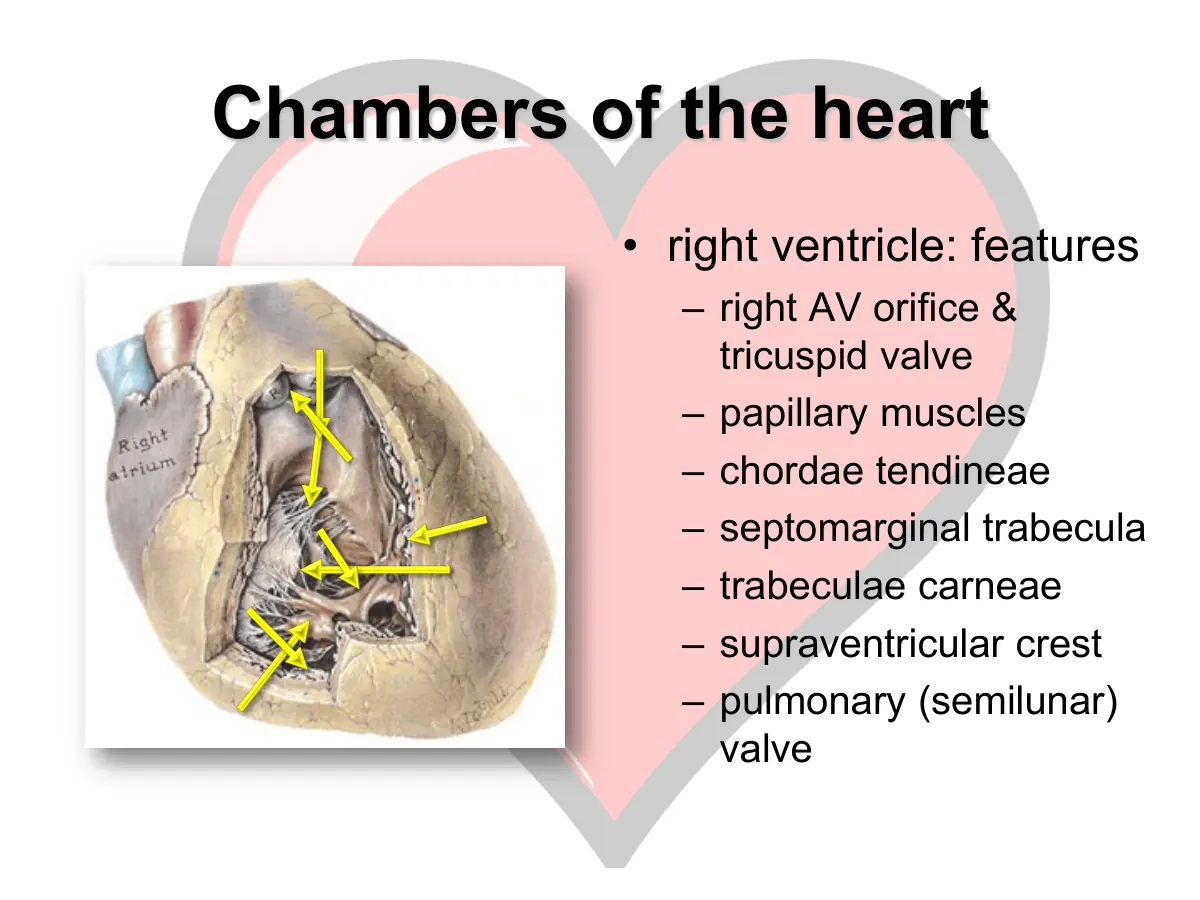 Chambers of the heart
• right ventricle: features
– right AV orifice &
tricuspid valve
– papillary muscles
– chordae tendineae
– septomarginal trabecula
– trabeculae carneae
– supraventricular crest
– pulmonary (semilunar)
valve
Right
atrium
R